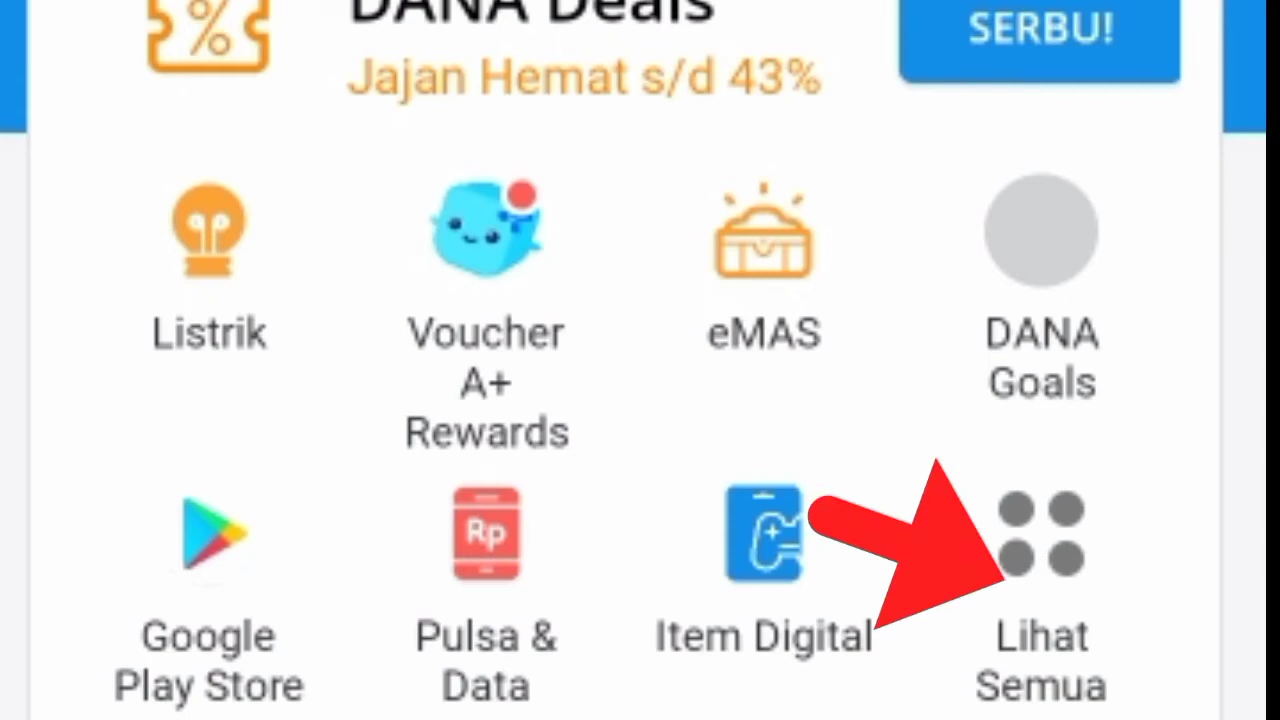 DANA Deals
SERBU!
Jajan Hemat s/d 43%
Listrik
Voucher
A+
Rewards
eMAS
DANA
Goals
Rp
Google
Play Store
Pulsa &
Data
Item Digital
Lihat
Semua